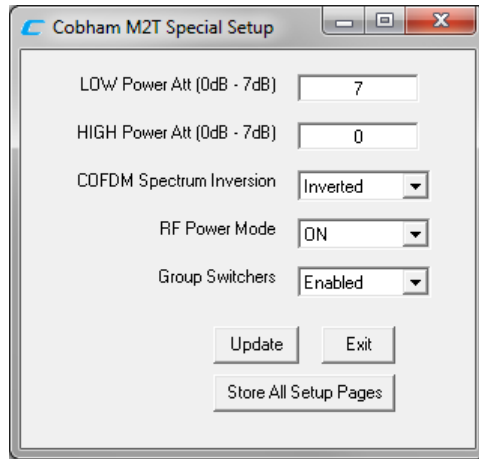 Cobham M2T Special Setup
LOW Power Att (0dB - 7dB) 7
HIGH Power Att (0dB - 7dB) 0
COFDM Spectrum Inversion Inverted
RF Power Mode ON
Group Switchers Enabled
Update Exit
Store All Setup Pages